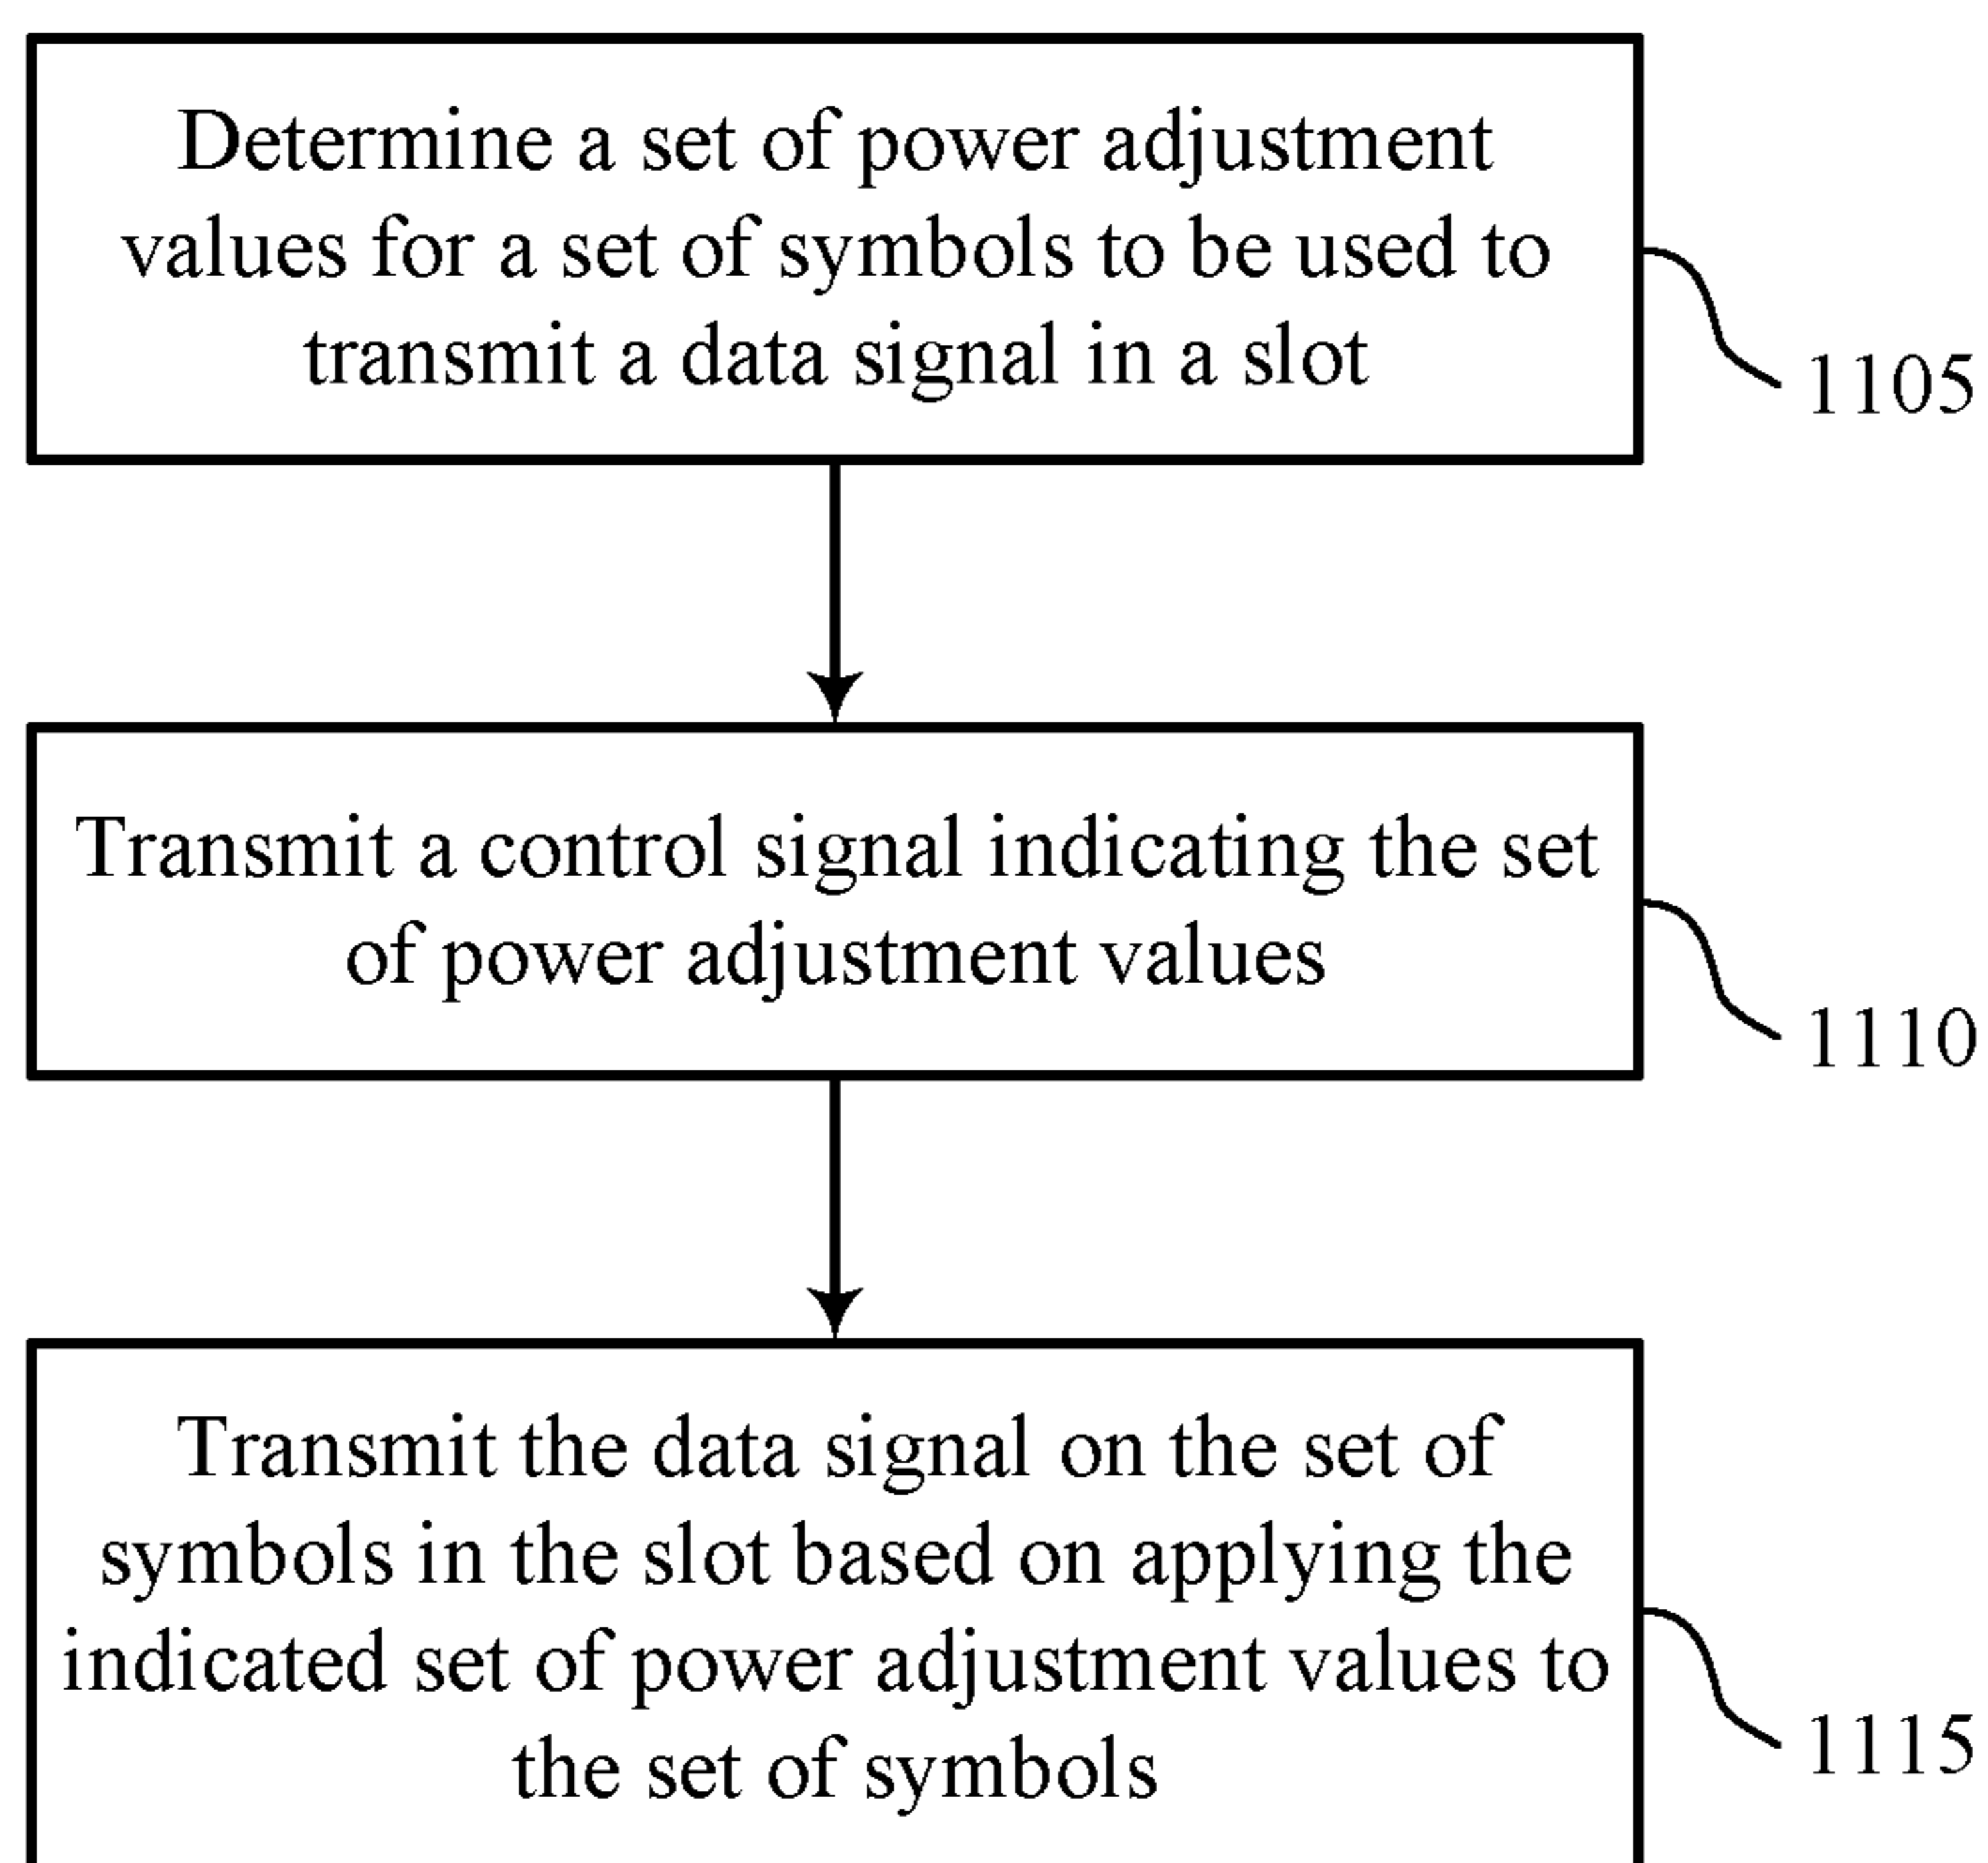 Determine a set of power adjustment
values for a set of symbols to be used to
transmit a data signal in a slot
1105
Transmit a control signal indicating the set
of power adjustment values
1110
Transmit the data signal on the set of
symbols in the slot based on applying the
indicated set of power adjustment values to
the set of symbols
1115